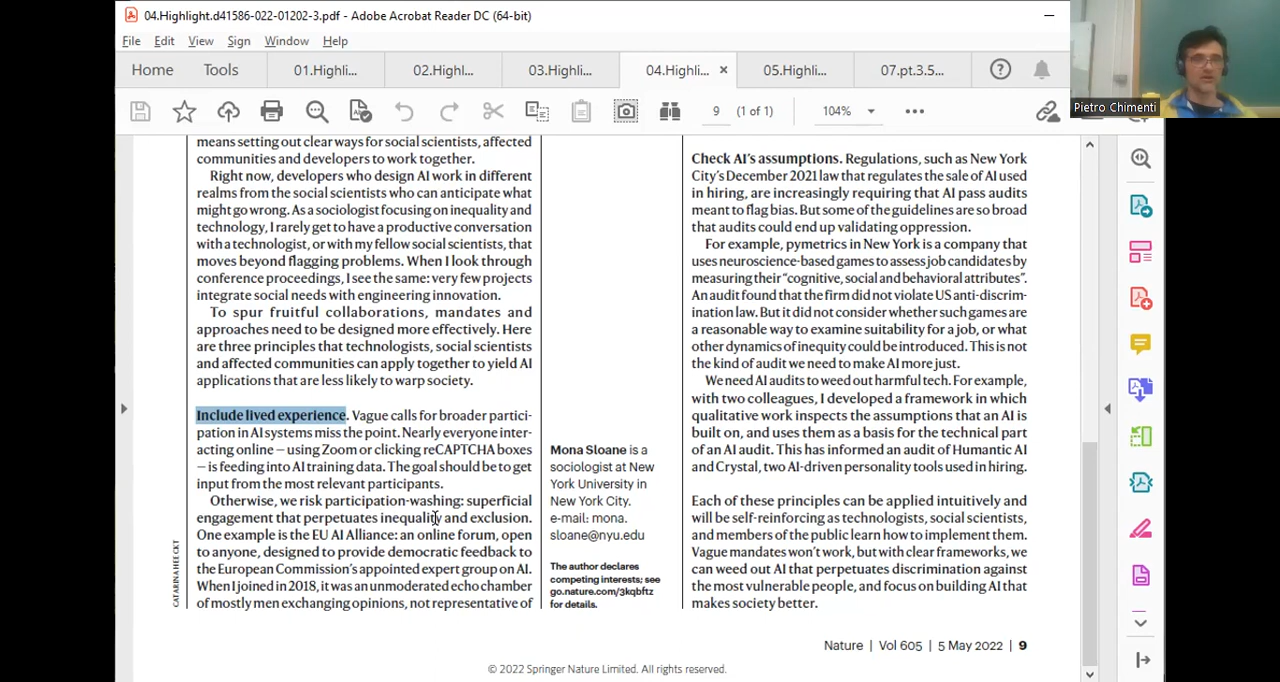 04.Highlight.d41586-022-01202-3.pdf - Adobe Acrobat Reader DC (64-bit)
File Edit View Sign Window Help
Home Tools 01.Highli... 02.Highl... 03.Highli... 04.Highli... 05.Highli... 07.pt.3.5...
9 (1 of 1) 104%
Pietro Chimenti
means setting out clear ways for social scientists, affected
communities and developers to work together.
Right now, developers who design AI work in different
realms from the social scientists who can anticipate what
might go wrong. As a sociologist focusing on inequality and
technology, I rarely get to have a productive conversation
with a technologist, or with my fellow social scientists, that
moves beyond flagging problems. When I look through
conference proceedings, I see the same: very few projects
integrate social needs with engineering innovation.
To spur fruitful collaborations, mandates and
approaches need to be designed more effectively. Here
are three principles that technologists, social scientists
and affected communities can apply together to yield AI
applications that are less likely to warp society.
Include lived experience. Vague calls for broader partici-
pation in AI systems miss the point. Nearly everyone inter-
acting online – using Zoom or clicking reCAPTCHA boxes
– is feeding into AI training data. The goal should be to get
input from the most relevant participants.
Otherwise, we risk participation-washing: superficial
engagement that perpetuates inequality and exclusion.
One example is the EU AI Alliance: an online forum, open
to anyone, designed to provide democratic feedback to
the European Commission's appointed expert group on AI.
When I joined in 2018, it was an unmoderated echo chamber
of mostly men exchanging opinions, not representative of
CATARINA HEECKT
Mona Sloane is a
sociologist at New
York University in
New York City.
e-mail: mona.
sloane@nyu.edu
The author declares
competing interests; see
go.nature.com/3kqbftz
for details.
Check AI's assumptions. Regulations, such as New York
City's December 2021 law that regulates the sale of AI used
in hiring, are increasingly requiring that AI pass audits
meant to flag bias. But some of the guidelines are so broad
that audits could end up validating oppression.
For example, pymetrics in New York is a company that
uses neuroscience-based games to assess job candidates by
measuring their “cognitive, social and behavioral attributes”.
An audit found that the firm did not violate US anti-discrim-
ination law. But it did not consider whether such games are
a reasonable way to examine suitability for a job, or what
other dynamics of inequity could be introduced. This is not
the kind of audit we need to make AI more just.
We need AI audits to weed out harmful tech. For example,
with two colleagues, I developed a framework in which
qualitative work inspects the assumptions that an AI is
built on, and uses them as a basis for the technical part
of an AI audit. This has informed an audit of Humantic AI
and Crystal, two AI-driven personality tools used in hiring.
Each of these principles can be applied intuitively and
will be self-reinforcing as technologists, social scientists,
and members of the public learn how to implement them.
Vague mandates won't work, but with clear frameworks, we
can weed out AI that perpetuates discrimination against
the most vulnerable people, and focus on building AI that
makes society better.
Nature | Vol 605 | 5 May 2022 | 9
© 2022 Springer Nature Limited. All rights reserved.